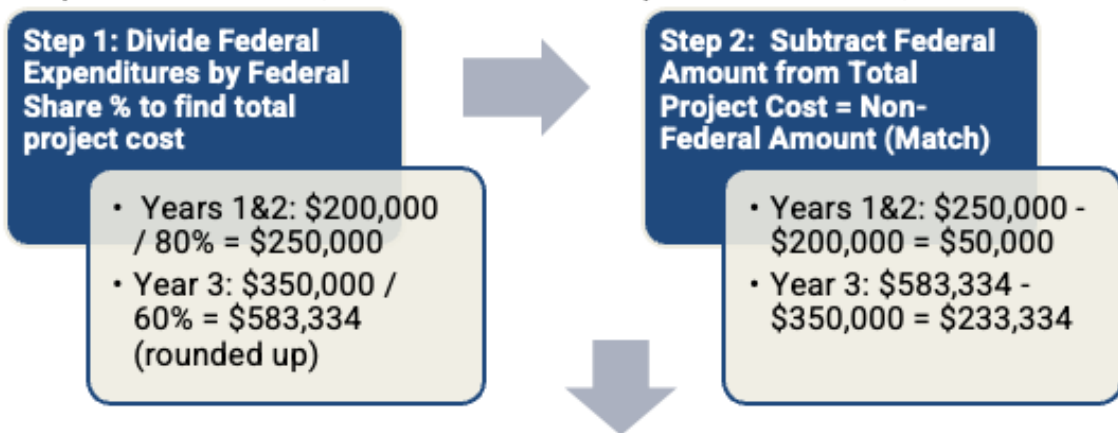 Step 1: Divide Federal
Expenditures by Federal
Share % to find total
project cost
• Years 1&2: $200,000
/ 80% = $250,000
• Year 3: $350,000 /
60% = $583,334
(rounded up)
Step 2: Subtract Federal
Amount from Total
Project Cost = Non-
Federal Amount (Match)
• Years 1&2: $250,000 -
$200,000 = $50,000
• Year 3: $583,334 -
$350,000 = $233,334